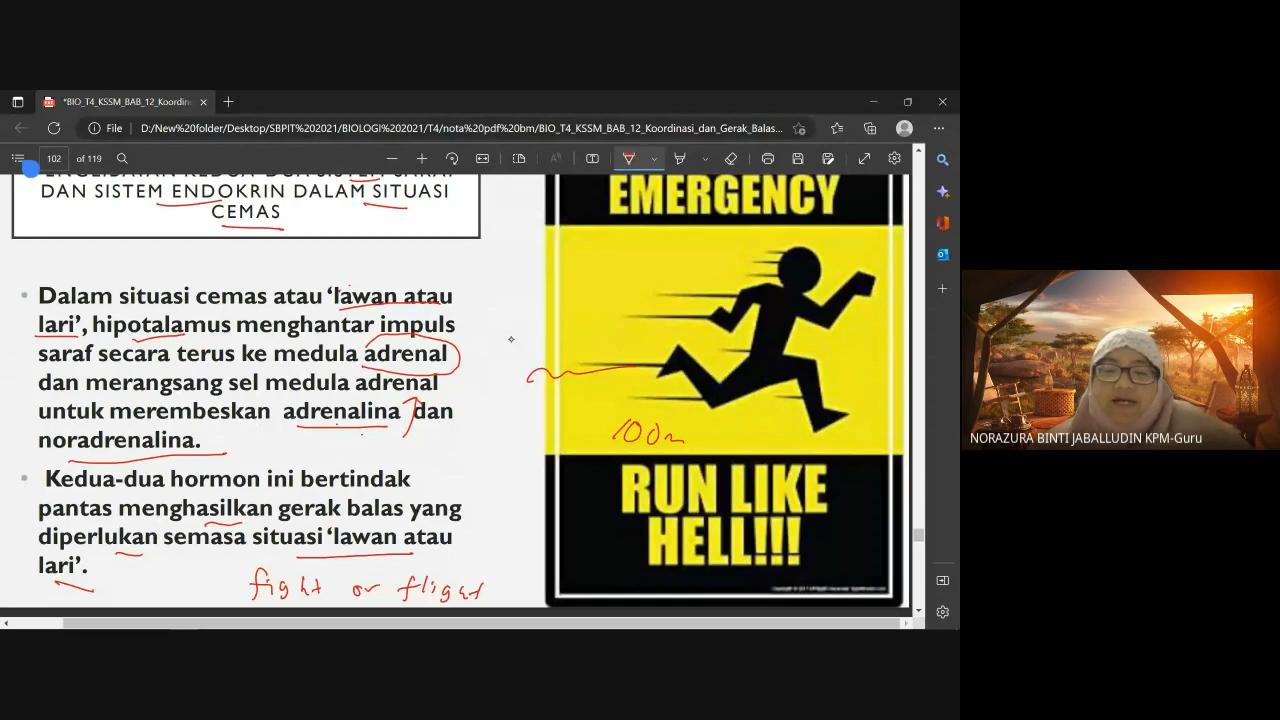 *BIO_T4_KSSM_BAB_12_Koordin
File
D:/New%20folder/Desktop/SBPIT%202021/BIOLOGI%202021/T4/nota%20pdf%20bm/BIO_T4_KSSM_BAB_12_Koordinasi_dan_Gerak_Balas...
102 of 119
DAN SISTEM ENDOKRIN DALAM SITUASI
CEMAS
• Dalam situasi cemas atau ‘lawan atau
lari’, hipotalamus menghantar impuls
saraf secara terus ke medula adrenal
dan merangsang sel medula adrenal
untuk merembeskan adrenalina dan
noradrenalina.
• Kedua-dua hormon ini bertindak
pantas menghasilkan gerak balas yang
diperlukan semasa situasi ‘lawan atau
lari’.
fight or flight
EMERGENCY
100m
RUN LIKE
HELL!!!
NORAZURA BINTI JABALLUDIN KPM-Guru